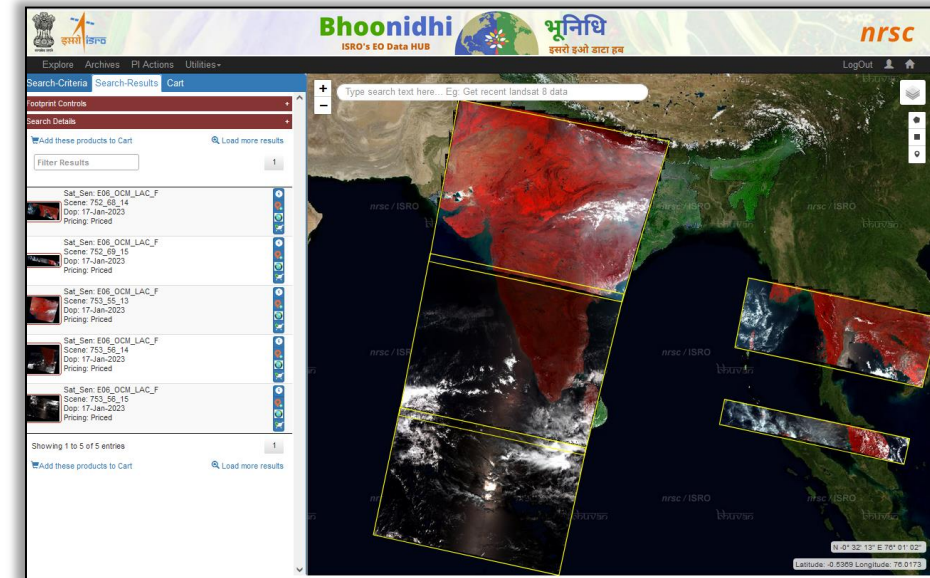 इसरो isro
Bhoonidhi
ISRO's EO Data HUB
भूनिधि
इसरो इओ डाटा हब
nrsc
Explore Archives PI Actions Utilities
LogOut
Search-Criteria Search-Results Cart
Footprint Controls +
Search Details +
Add these products to Cart
Load more results
Filter Results
1
Sat_Sen: E06_OCM_LAC_F
Scene: 752_68_14
Dop: 17-Jan-2023
Pricing: Priced
Sat_Sen: E06_OCM_LAC_F
Scene: 752_69_15
Dop: 17-Jan-2023
Pricing: Priced
Sat_Sen: E06_OCM_LAC_F
Scene: 753_55_13
Dop: 17-Jan-2023
Pricing: Priced
Sat_Sen: E06_OCM_LAC_F
Scene: 753_56_14
Dop: 17-Jan-2023
Pricing: Priced
Sat_Sen: E06_OCM_LAC_F
Scene: 753_56_15
Dop: 17-Jan-2023
Pricing: Priced
Showing 1 to 5 of 5 entries
1
Add these products to Cart
Load more results
+
−
Type search text here... Eg: Get recent landsat 8 data
nrsc / ISRO
nrsc / ISRO
nrsc / ISRO
bhuvan
nrsc / ISRO
bhuvan
nrsc / ISRO
nrsc / ISRO
bhuvan
bhuvan
N -0° 32' 13" E 76° 01' 02"
Latitude: -0.5369 Longitude: 76.0173